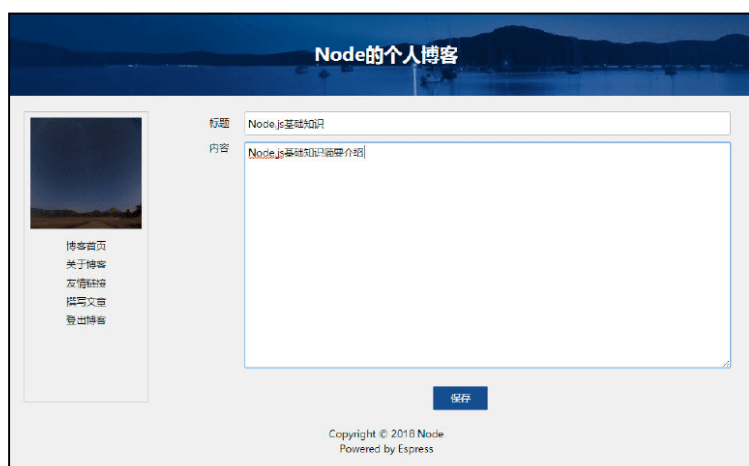 Node的个人博客
博客首页
关于博客
友情链接
撰写文章
登出博客
标题
Node.js基础知识
内容
Node.js基础知识简要介绍
保存
Copyright © 2018 Node
Powered by Espress